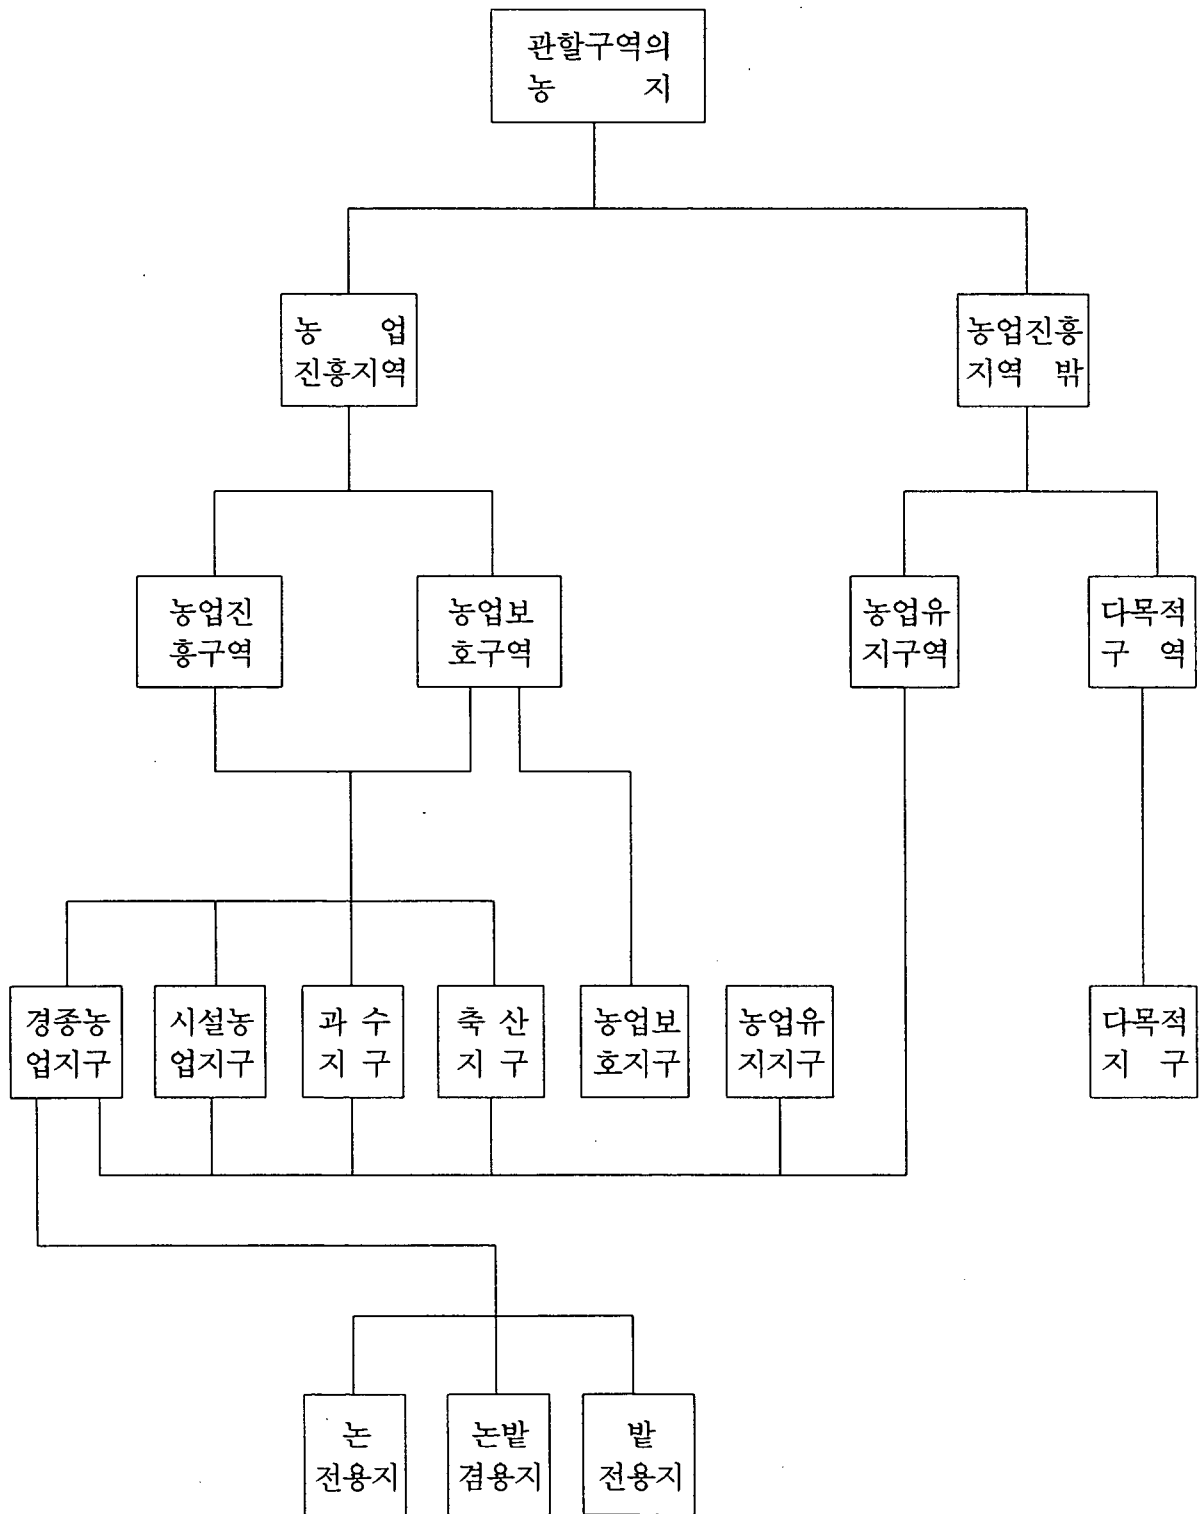 관할구역의
농 지
농 업
진흥지역
농업진흥
지역 밖
농업진
흥구역
농업보
호구역
농업유
지구역
다목적
구 역
경종농
업지구
시설농
업지구
과 수
지 구
축 산
지 구
농업보
호지구
농업유
지지구
다목적
지 구
논
전용지
논밭
겸용지
밭
전용지